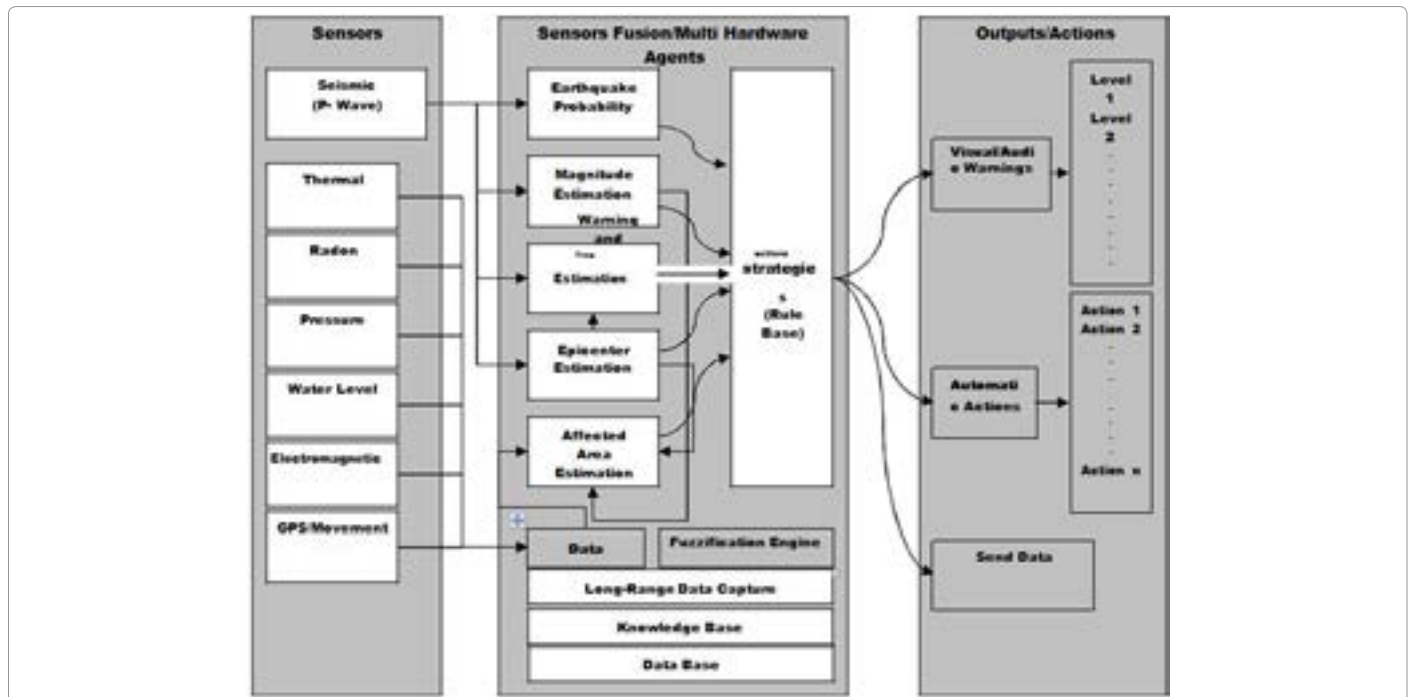 Sensors
Seismic
(P- Wave)
Thermal
Radon
Pressure
Water Level
Electromagnetic
GPS/Movement
Sensors Fusion/Multi Hardware
Agents
Earthquake
Probability
Magnitude
Estimation
Warning
and
Estimation
Epicenter
Estimation
Affected
Area
Estimation
strategie
s
(Rule
Base)
Data
Fuzzification Engine
Long-Range Data Capture
Knowledge Base
Data Base
Outputs/Actions
Visual/Audi
o Warnings
Level
1
Level
2
Automati
c Actions
Action 1
Action 2
Action n
Send Data